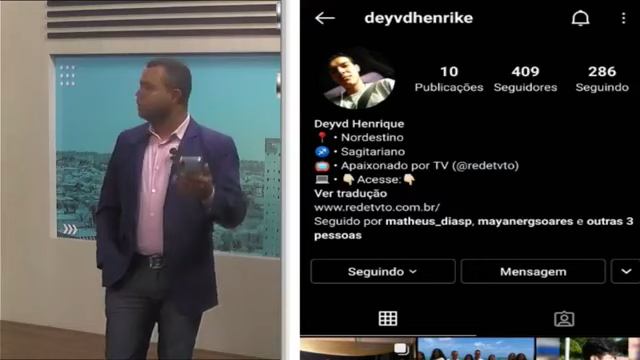 deyvdhenrike
10 409 286
Publicações Seguidores Seguindo
Deyvd Henrique
📍 • Nordestino
♐ • Sagitariano
📺 • Apaixonado por TV (@redetvto)
💻 • 👇🏻Acesse:👇🏻
Ver tradução
www.redetvto.com.br/
Seguido por matheus_diasp, mayanergsoares e outras 3
pessoas
Seguindo Mensagem